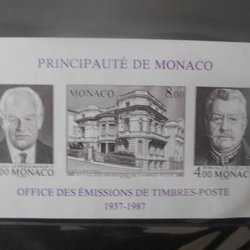 PRINCIPAUTÉ DE MONACO
MONACO 8.00
4.00 MONACO
4.00 MONACO
OFFICE DES ÉMISSIONS DE TIMBRES-POSTE
1937-1987